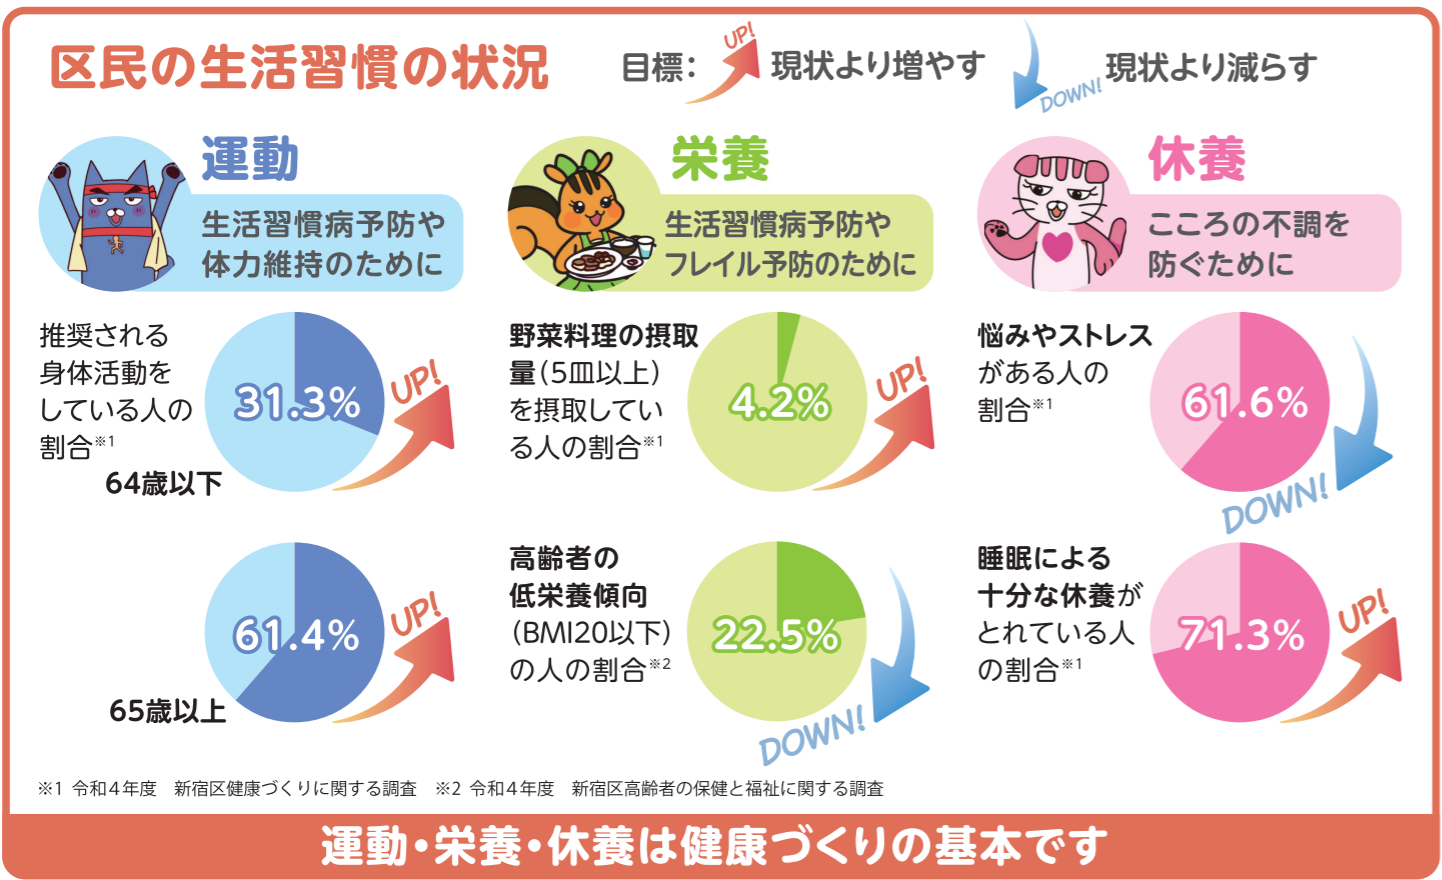 区民の生活習慣の状況
目標：
UP!
現状より増やす
DOWN!
現状より減らす
運動
生活習慣病予防や
体力維持のために
推奨される
身体活動を
している人の
割合※1
64歳以下
31.3%
UP!
65歳以上
61.4%
UP!
栄養
生活習慣病予防や
フレイル予防のために
野菜料理の摂取
量（5皿以上）
を摂取してい
る人の割合※1
4.2%
UP!
高齢者の
低栄養傾向
（BMI20以下）
の人の割合※2
22.5%
DOWN!
休養
こころの不調を
防ぐために
悩みやストレス
がある人の
割合※1
61.6%
DOWN!
睡眠による
十分な休養が
とれている人
の割合※1
71.3%
UP!
※1 令和4年度　新宿区健康づくりに関する調査　※2 令和4年度　新宿区高齢者の保健と福祉に関する調査
運動・栄養・休養は健康づくりの基本です